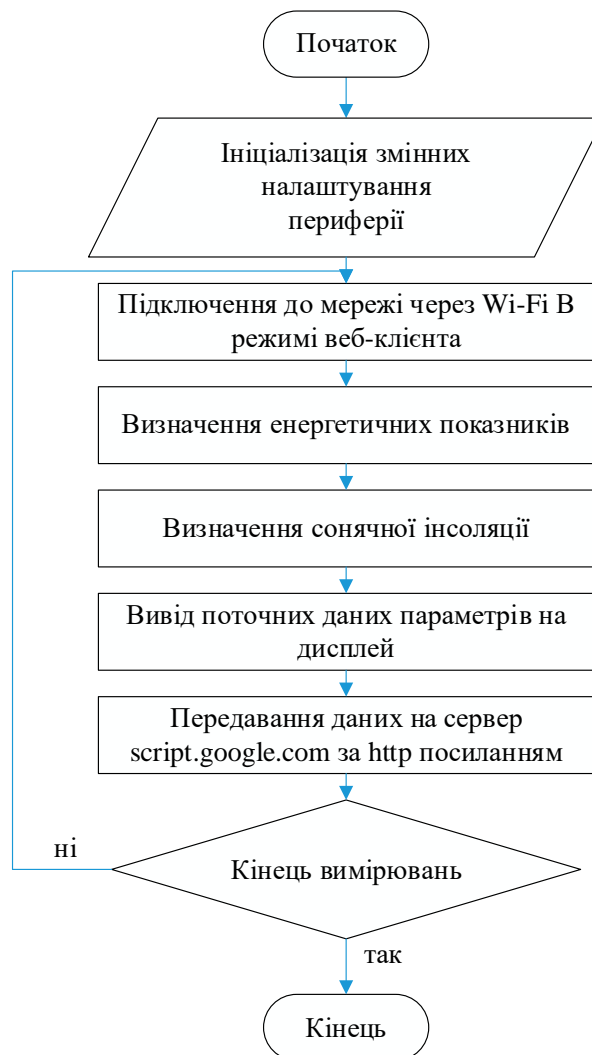 Початок
Ініціалізація змінних
налаштування
периферії
Підключення до мережі через Wi-Fi В
режимі веб-клієнта
Визначення енергетичних показників
Визначення сонячної інсоляції
Вивід поточних даних параметрів на
дисплей
Передавання даних на сервер
script.google.com за http посиланням
ні
Кінець вимірювань
так
Кінець